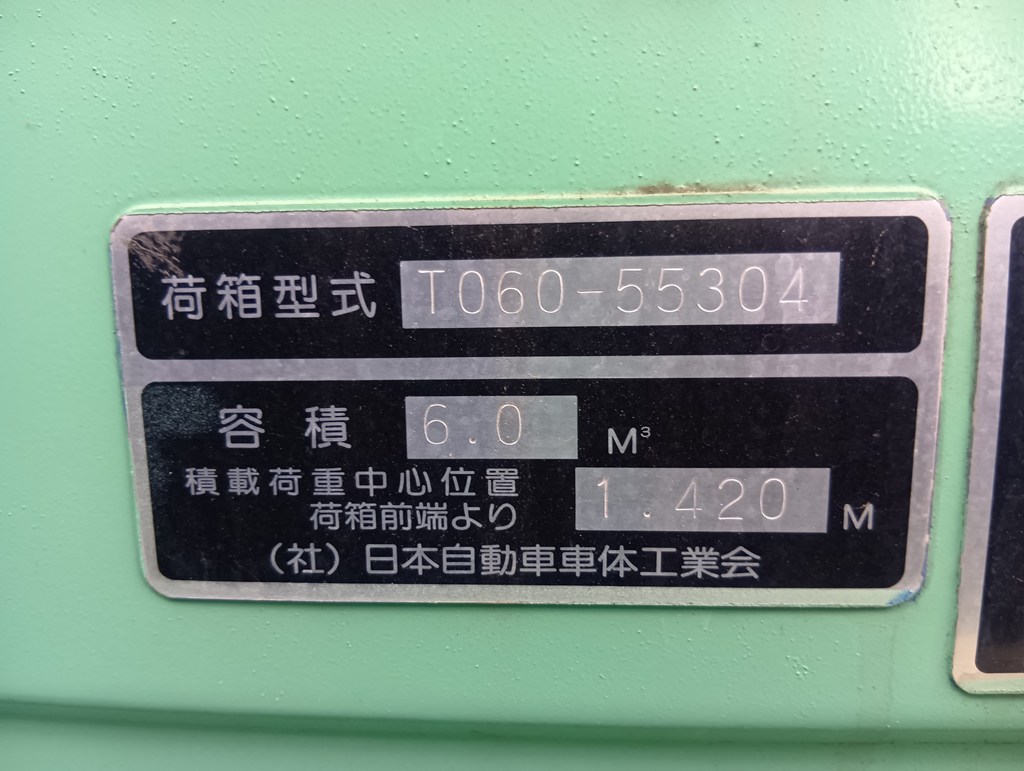 荷箱型式 T060-55304
容積 6.0 M³
積載荷重中心位置
荷箱前端より 1.420 M
(社)日本自動車車体工業会